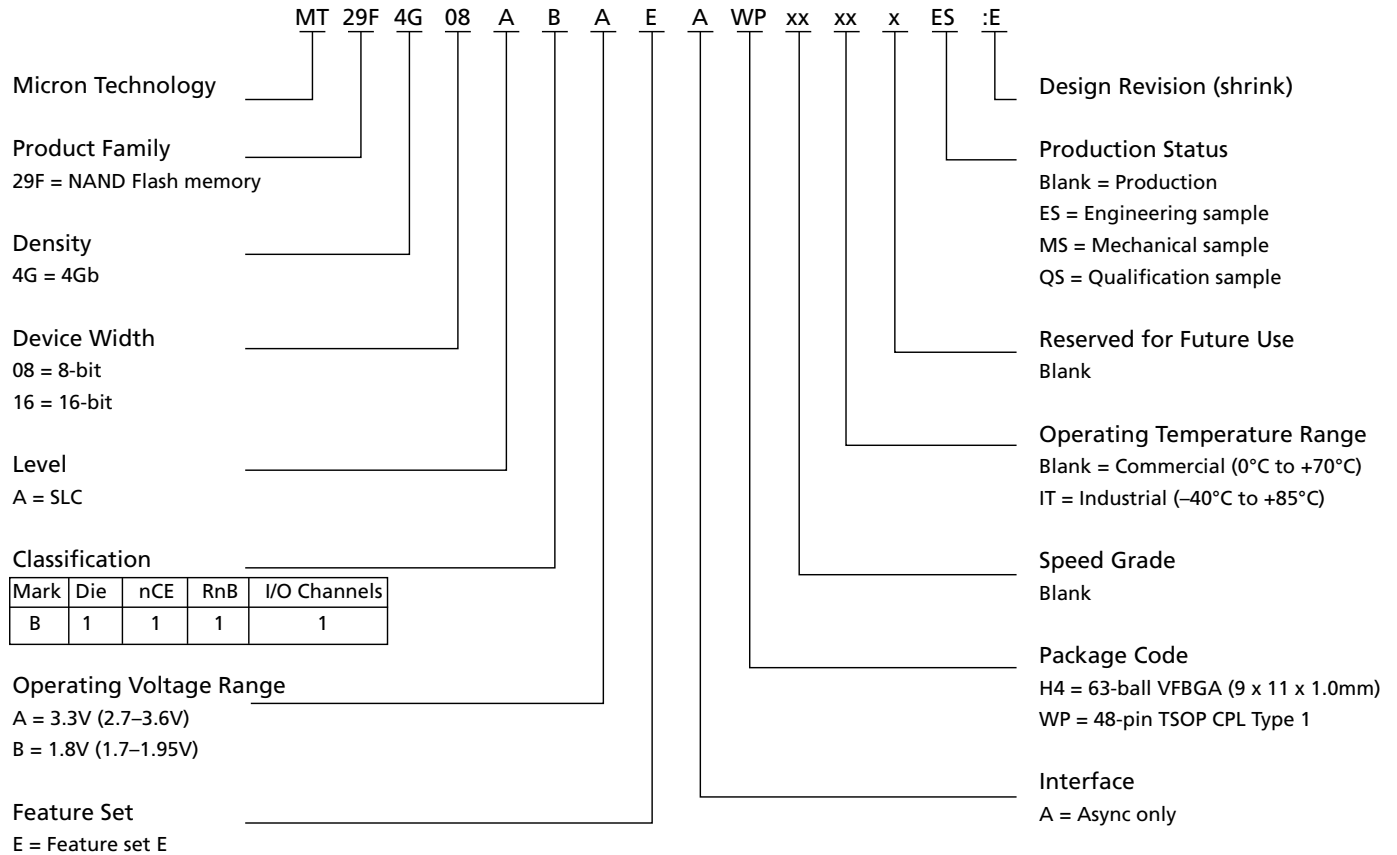 MT 29F 4G 08 A B A E A WP xx xx x ES :E
Micron Technology
Product Family
29F = NAND Flash memory
Density
4G = 4Gb
Device Width
08 = 8-bit
16 = 16-bit
Level
A = SLC
Classification
Mark Die nCE RnB I/O Channels
B 1 1 1 1
Operating Voltage Range
A = 3.3V (2.7–3.6V)
B = 1.8V (1.7–1.95V)
Feature Set
E = Feature set E
Design Revision (shrink)
Production Status
Blank = Production
ES = Engineering sample
MS = Mechanical sample
QS = Qualification sample
Reserved for Future Use
Blank
Operating Temperature Range
Blank = Commercial (0°C to +70°C)
IT = Industrial (–40°C to +85°C)
Speed Grade
Blank
Package Code
H4 = 63-ball VFBGA (9 x 11 x 1.0mm)
WP = 48-pin TSOP CPL Type 1
Interface
A = Async only